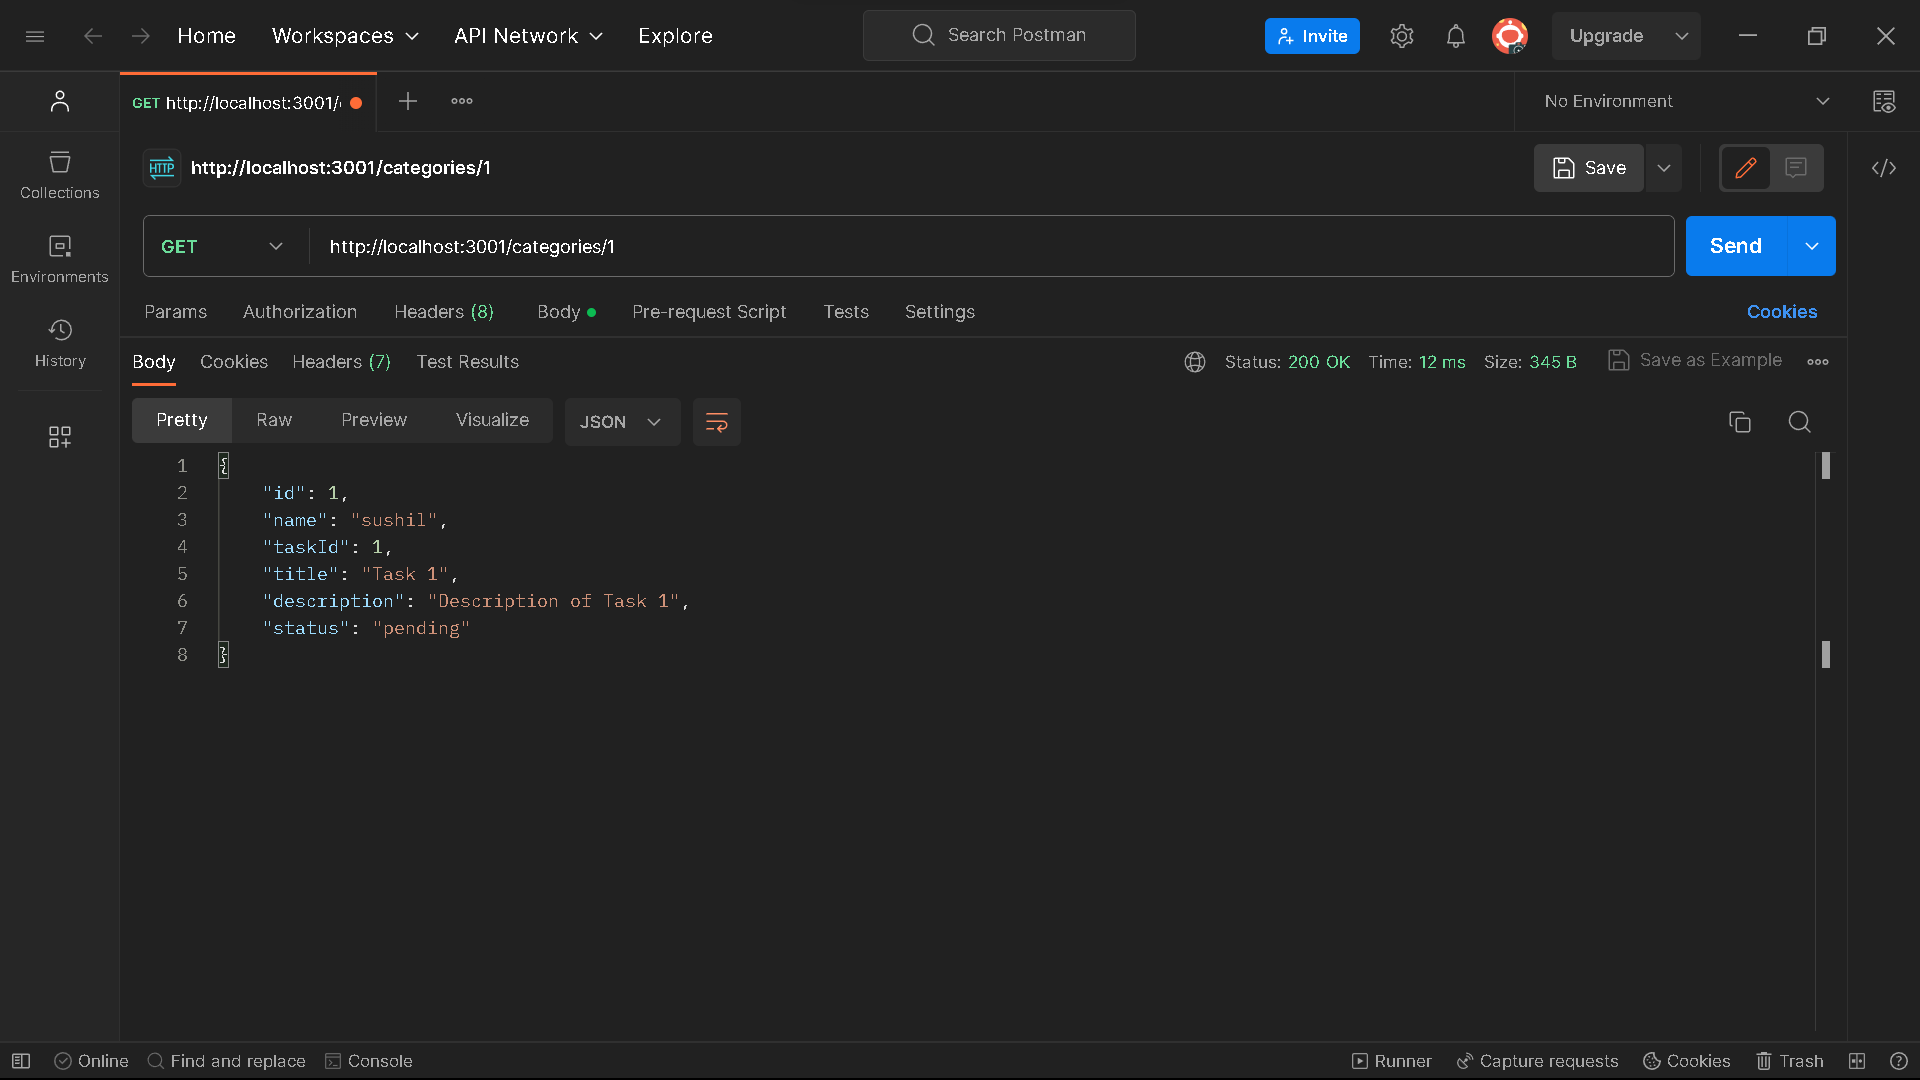 Home Workspaces API Network Explore Search Postman Invite Upgrade
GET http://localhost:3001/ No Environment
HTTP http://localhost:3001/categories/1 Save
GET http://localhost:3001/categories/1 Send
Params Authorization Headers (8) Body Pre-request Script Tests Settings Cookies
Body Cookies Headers (7) Test Results Status: 200 OK Time: 12 ms Size: 345 B Save as Example
Pretty Raw Preview Visualize JSON
1 {
2 "id": 1,
3 "name": "sushil",
4 "taskId": 1,
5 "title": "Task 1",
6 "description": "Description of Task 1",
7 "status": "pending"
8 }
Collections
Environments
History
Online Find and replace Console Runner Capture requests Cookies Trash